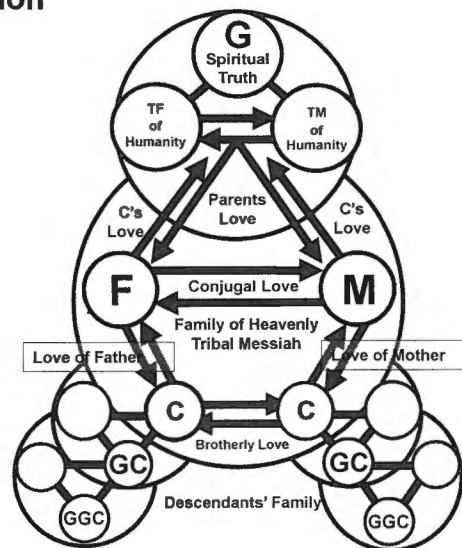 G
Spiritual
Truth
TF
of
Humanity
TM
of
Humanity
Parents
Love
C's
Love
C's
Love
F
Conjugal Love
M
Family of Heavenly
Tribal Messiah
Love of Father
Love of Mother
C
C
Brotherly Love
GC
GC
Descendants' Family
GGC
GGC